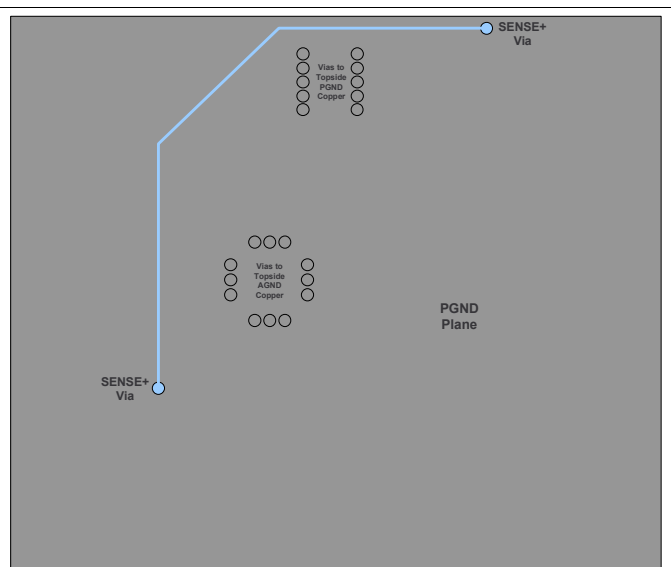 SENSE+
Via
Vias to
Topside
PGND
Copper
Vias to
Topside
AGND
Copper
PGND
Plane
SENSE+
Via